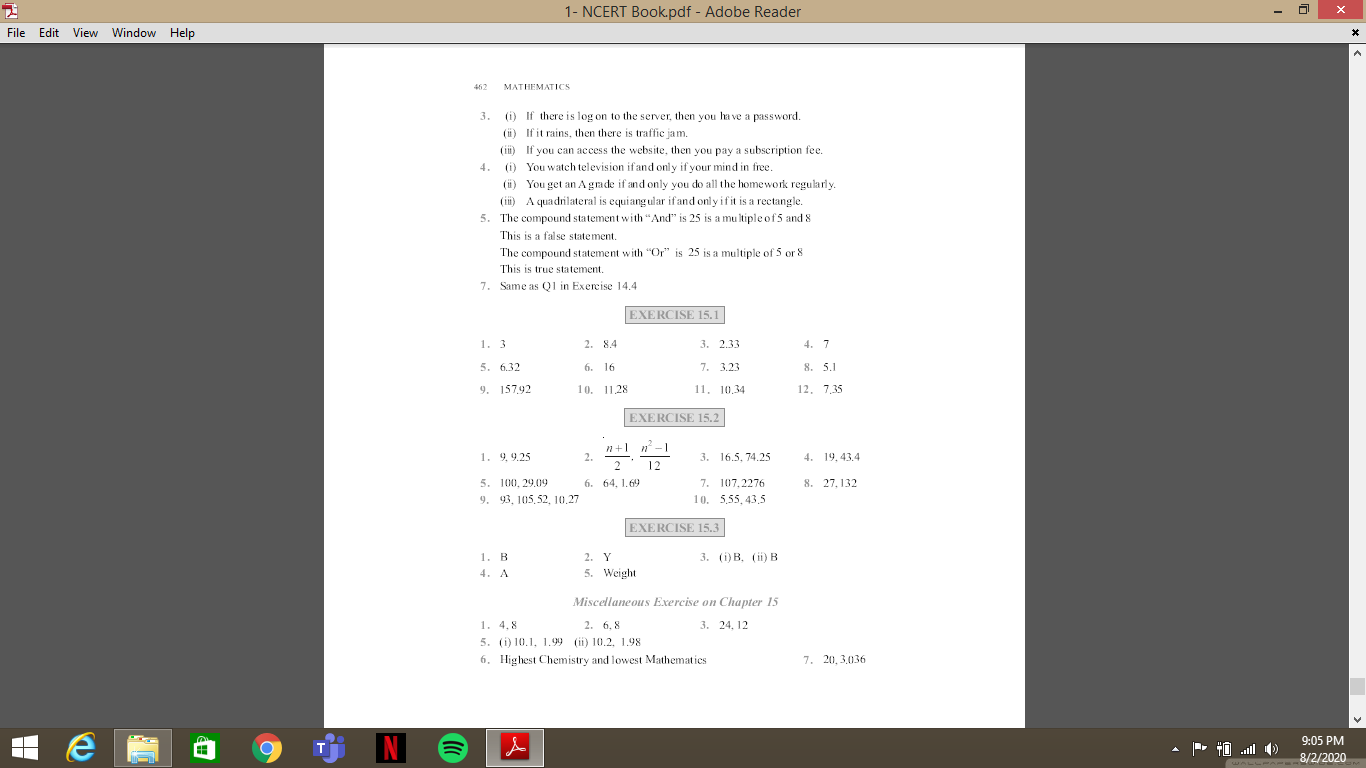 1- NCERT Book.pdf - Adobe Reader
File Edit View Window Help
462 MATHEMATICS
3. (i) If there is log on to the server, then you have a password.
(ii) If it rains, then there is traffic jam.
(iii) If you can access the website, then you pay a subscription fee.
4. (i) You watch television if and only if your mind in free.
(ii) You get an A grade if and only you do all the homework regularly.
(iii) A quadrilateral is equiangular if and only if it is a rectangle.
5. The compound statement with “And” is 25 is a multiple of 5 and 8
This is a false statement.
The compound statement with “Or” is 25 is a multiple of 5 or 8
This is true statement.
7. Same as Q1 in Exercise 14.4
EXERCISE 15.1
1. 3 2. 8.4 3. 2.33 4. 7
5. 6.32 6. 16 7. 3.23 8. 5.1
9. 157.92 10. 11.28 11. 10.34 12. 7.35
EXERCISE 15.2
1. 9, 9.25 2. (n+1)/2, (n²−1)/12 3. 16.5, 74.25 4. 19, 43.4
5. 100, 29.09 6. 64, 1.69 7. 107, 2276 8. 27, 132
9. 93, 105.52, 10.27 10. 5.55, 43.5
EXERCISE 15.3
1. B 2. Y 3. (i) B, (ii) B
4. A 5. Weight
Miscellaneous Exercise on Chapter 15
1. 4, 8 2. 6, 8 3. 24, 12
5. (i) 10.1, 1.99 (ii) 10.2, 1.98
6. Highest Chemistry and lowest Mathematics 7. 20, 3.036
9:05 PM
8/2/2020